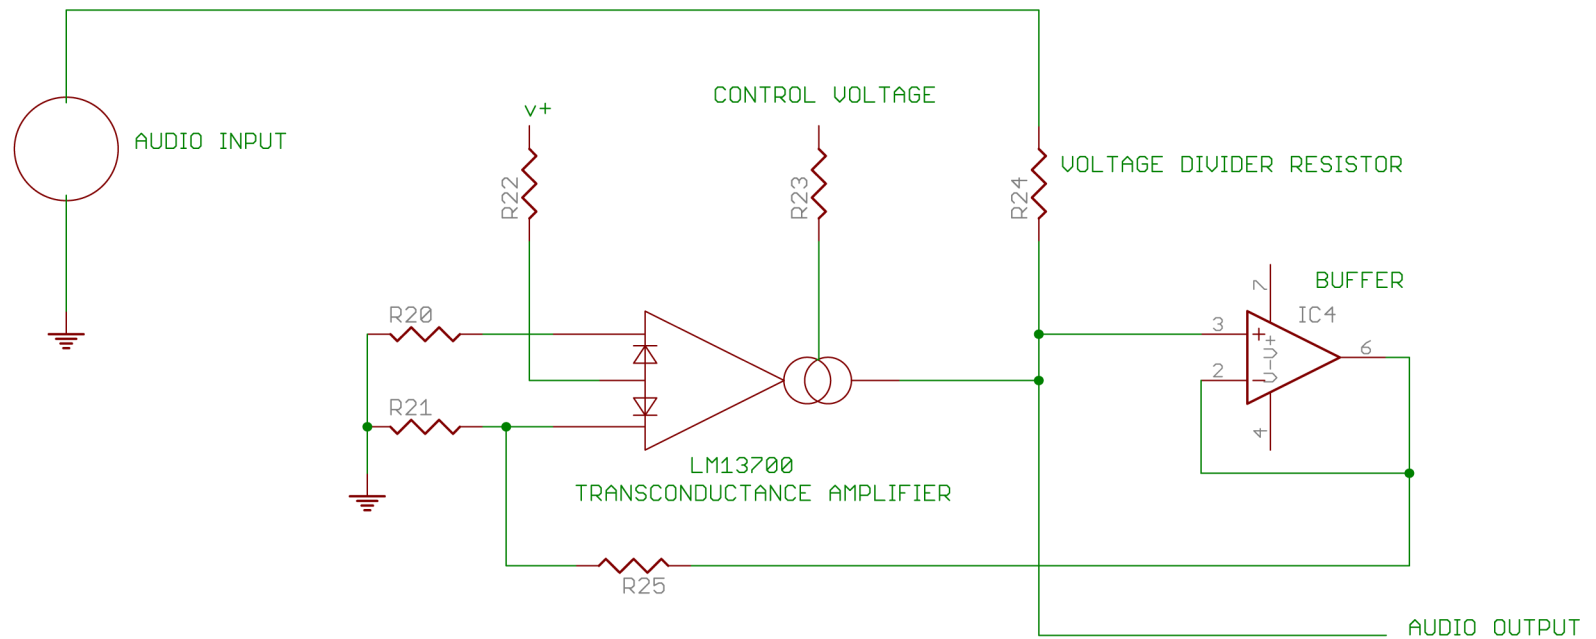 CONTROL VOLTAGE
v+
AUDIO INPUT
VOLTAGE DIVIDER RESISTOR
R22
R23
R24
BUFFER
7
IC4
R20
3
+
V-V+
6
2
-
R21
4
LM13700
TRANSCONDUCTANCE AMPLIFIER
R25
AUDIO OUTPUT